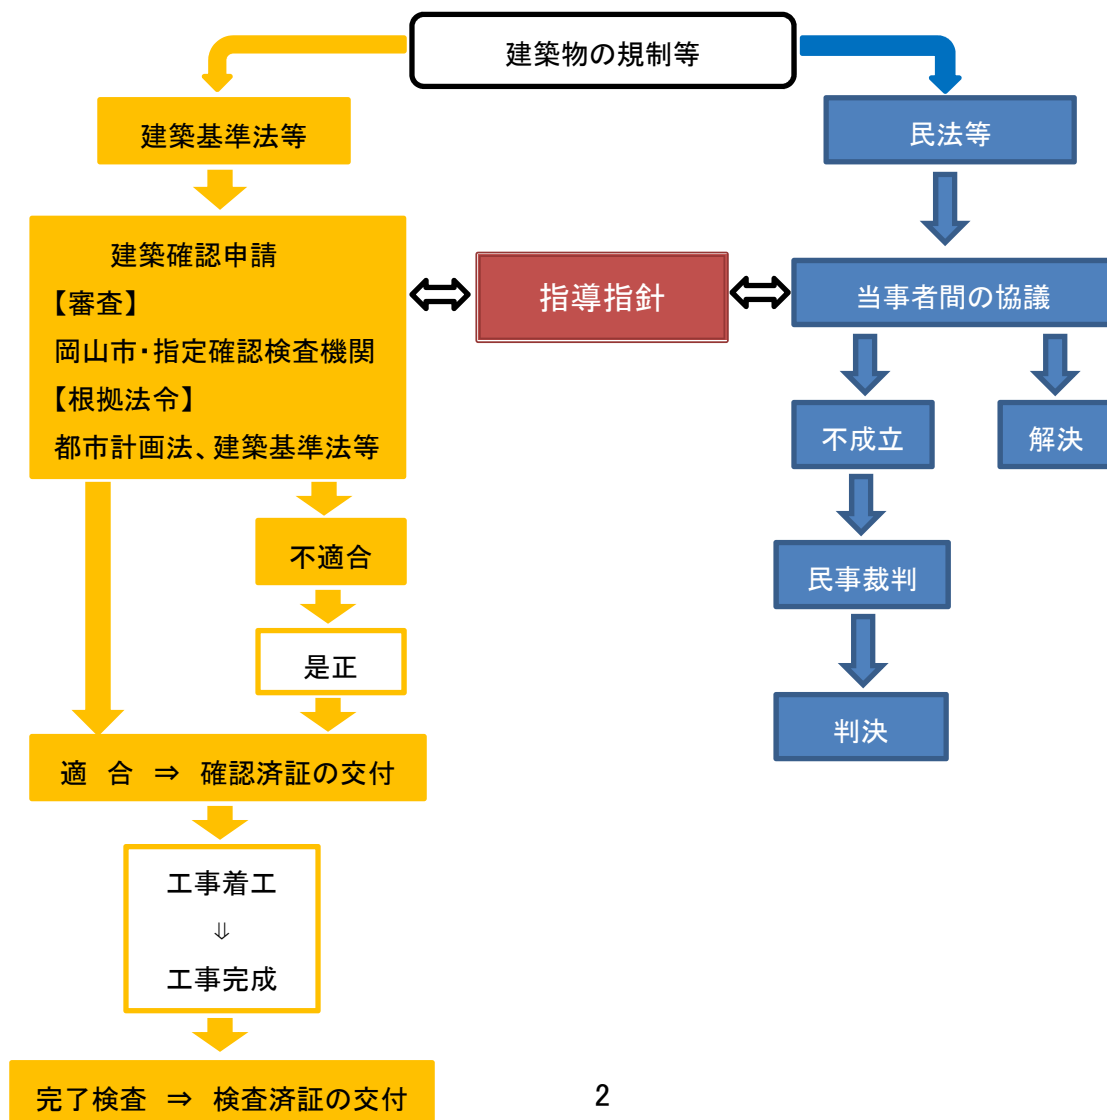 建築物の規制等
建築基準法等
建築確認申請
【審査】
岡山市・指定確認検査機関
【根拠法令】
都市計画法、建築基準法等
不適合
是正
適 合 ⇒ 確認済証の交付
工事着工
⇓
工事完成
完了検査 ⇒ 検査済証の交付
指導指針
民法等
当事者間の協議
不成立
解決
民事裁判
判決
2